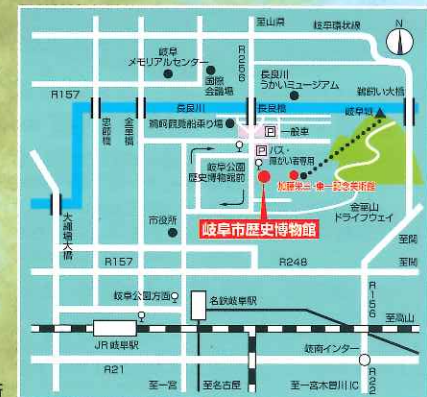 至山県
岐阜環状線
N
岐阜
メモリアルセンター
国際
会議場
R256
長良川
うかいミュージアム
鵜飼い大橋
R157
長良川
長良橋
岐阜城
忠節橋
金華橋
鵜飼観覧船乗り場
P 一般車
P バス・
障がい者専用
岐阜公園
歴史博物館前
加藤栄三・東一記念美術館
金華山
ドライブウェイ
大縄場大橋
市役所
岐阜市歴史博物館
至関
至関
R157
R248
R156
岐阜公園方面
名鉄岐阜駅
至高山
JR岐阜駅
岐南インター
R21
R22
至一宮
至名古屋
至一宮木曽川IC
所